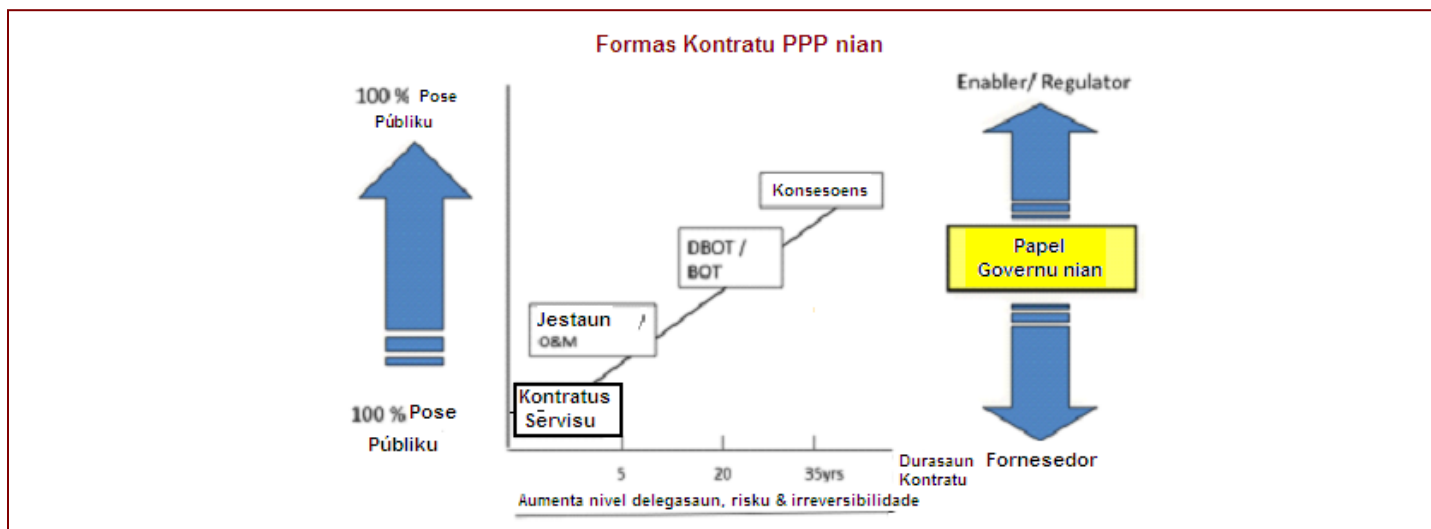 Formas Kontratu PPP nian
100 % Pose
Públiku
100 % Pose
Públiku
Konsesoens
DBOT /
BOT
Jestaun /
O&M
Kontratus
Servisu
5 20 35yrs
Durasaun
Kontratu
Aumenta nivel delegasaun, risku & irreversibilidade
Enabler/ Regulator
Papel
Governu nian
Fornesedor